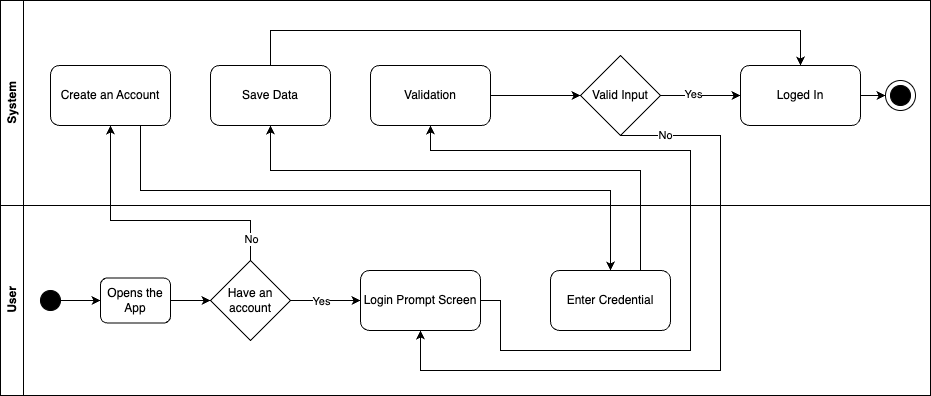 System
Create an Account
Save Data
Validation
Valid Input
Yes
Loged In
No
User
No
Opens the
App
Have an
account
Yes
Login Prompt Screen
Enter Credential